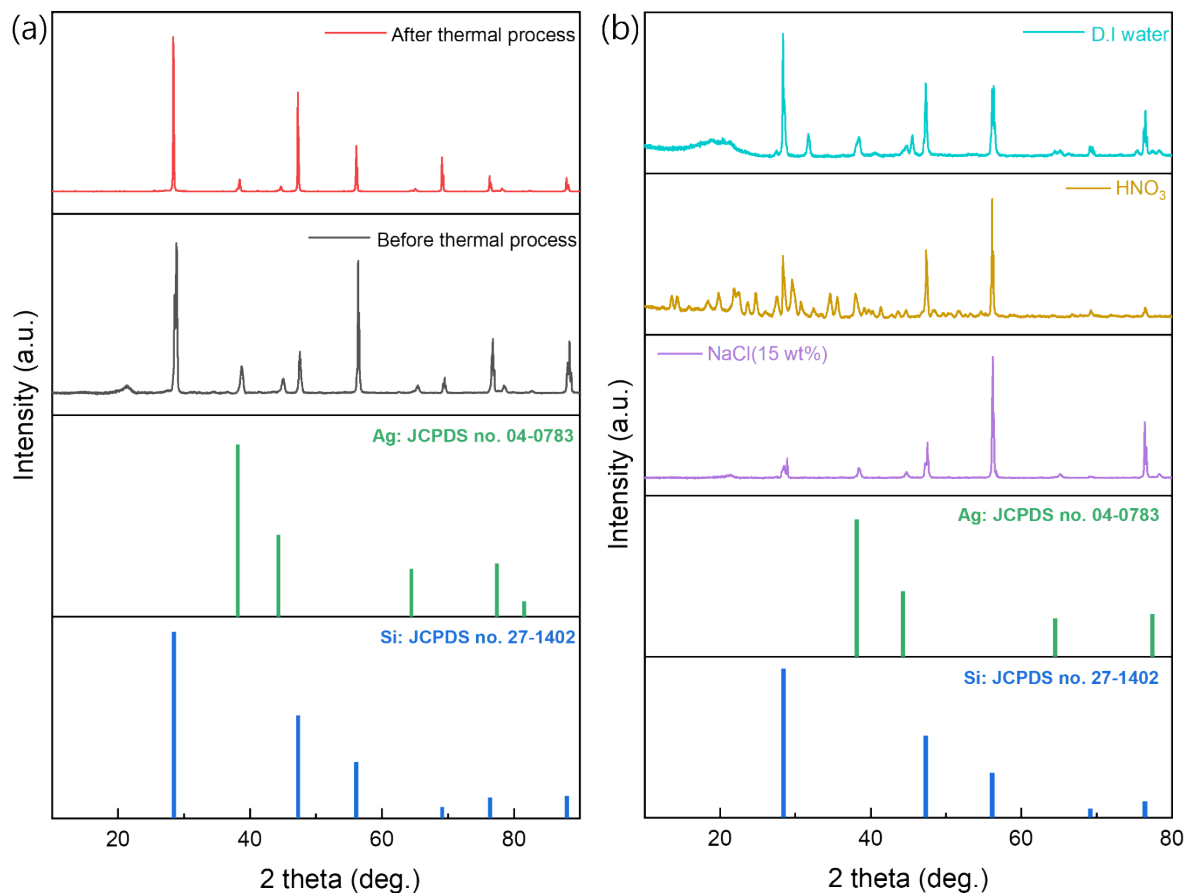 (a)
After thermal process
Before thermal process
Ag: JCPDS no. 04-0783
Si: JCPDS no. 27-1402
Intensity (a.u.)
20 40 60 80
2 theta (deg.)
(b)
D.I water
HNO₃
NaCl(15 wt%)
Ag: JCPDS no. 04-0783
Si: JCPDS no. 27-1402
Intensity (a.u.)
20 40 60 80
2 theta (deg.)